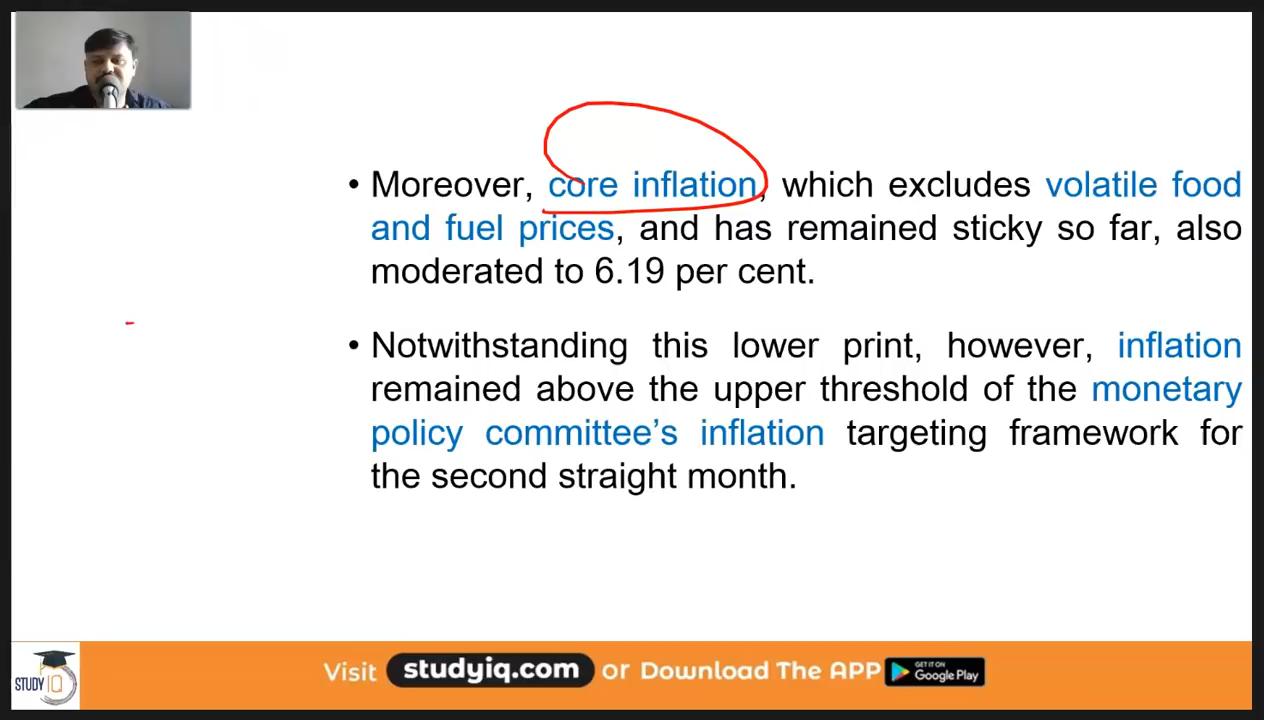 • Moreover, core inflation, which excludes volatile food
and fuel prices, and has remained sticky so far, also
moderated to 6.19 per cent.
• Notwithstanding this lower print, however, inflation
remained above the upper threshold of the monetary
policy committee’s inflation targeting framework for
the second straight month.
STUDY IQ
Visit studyiq.com or Download The APP GET IT ON
Google Play